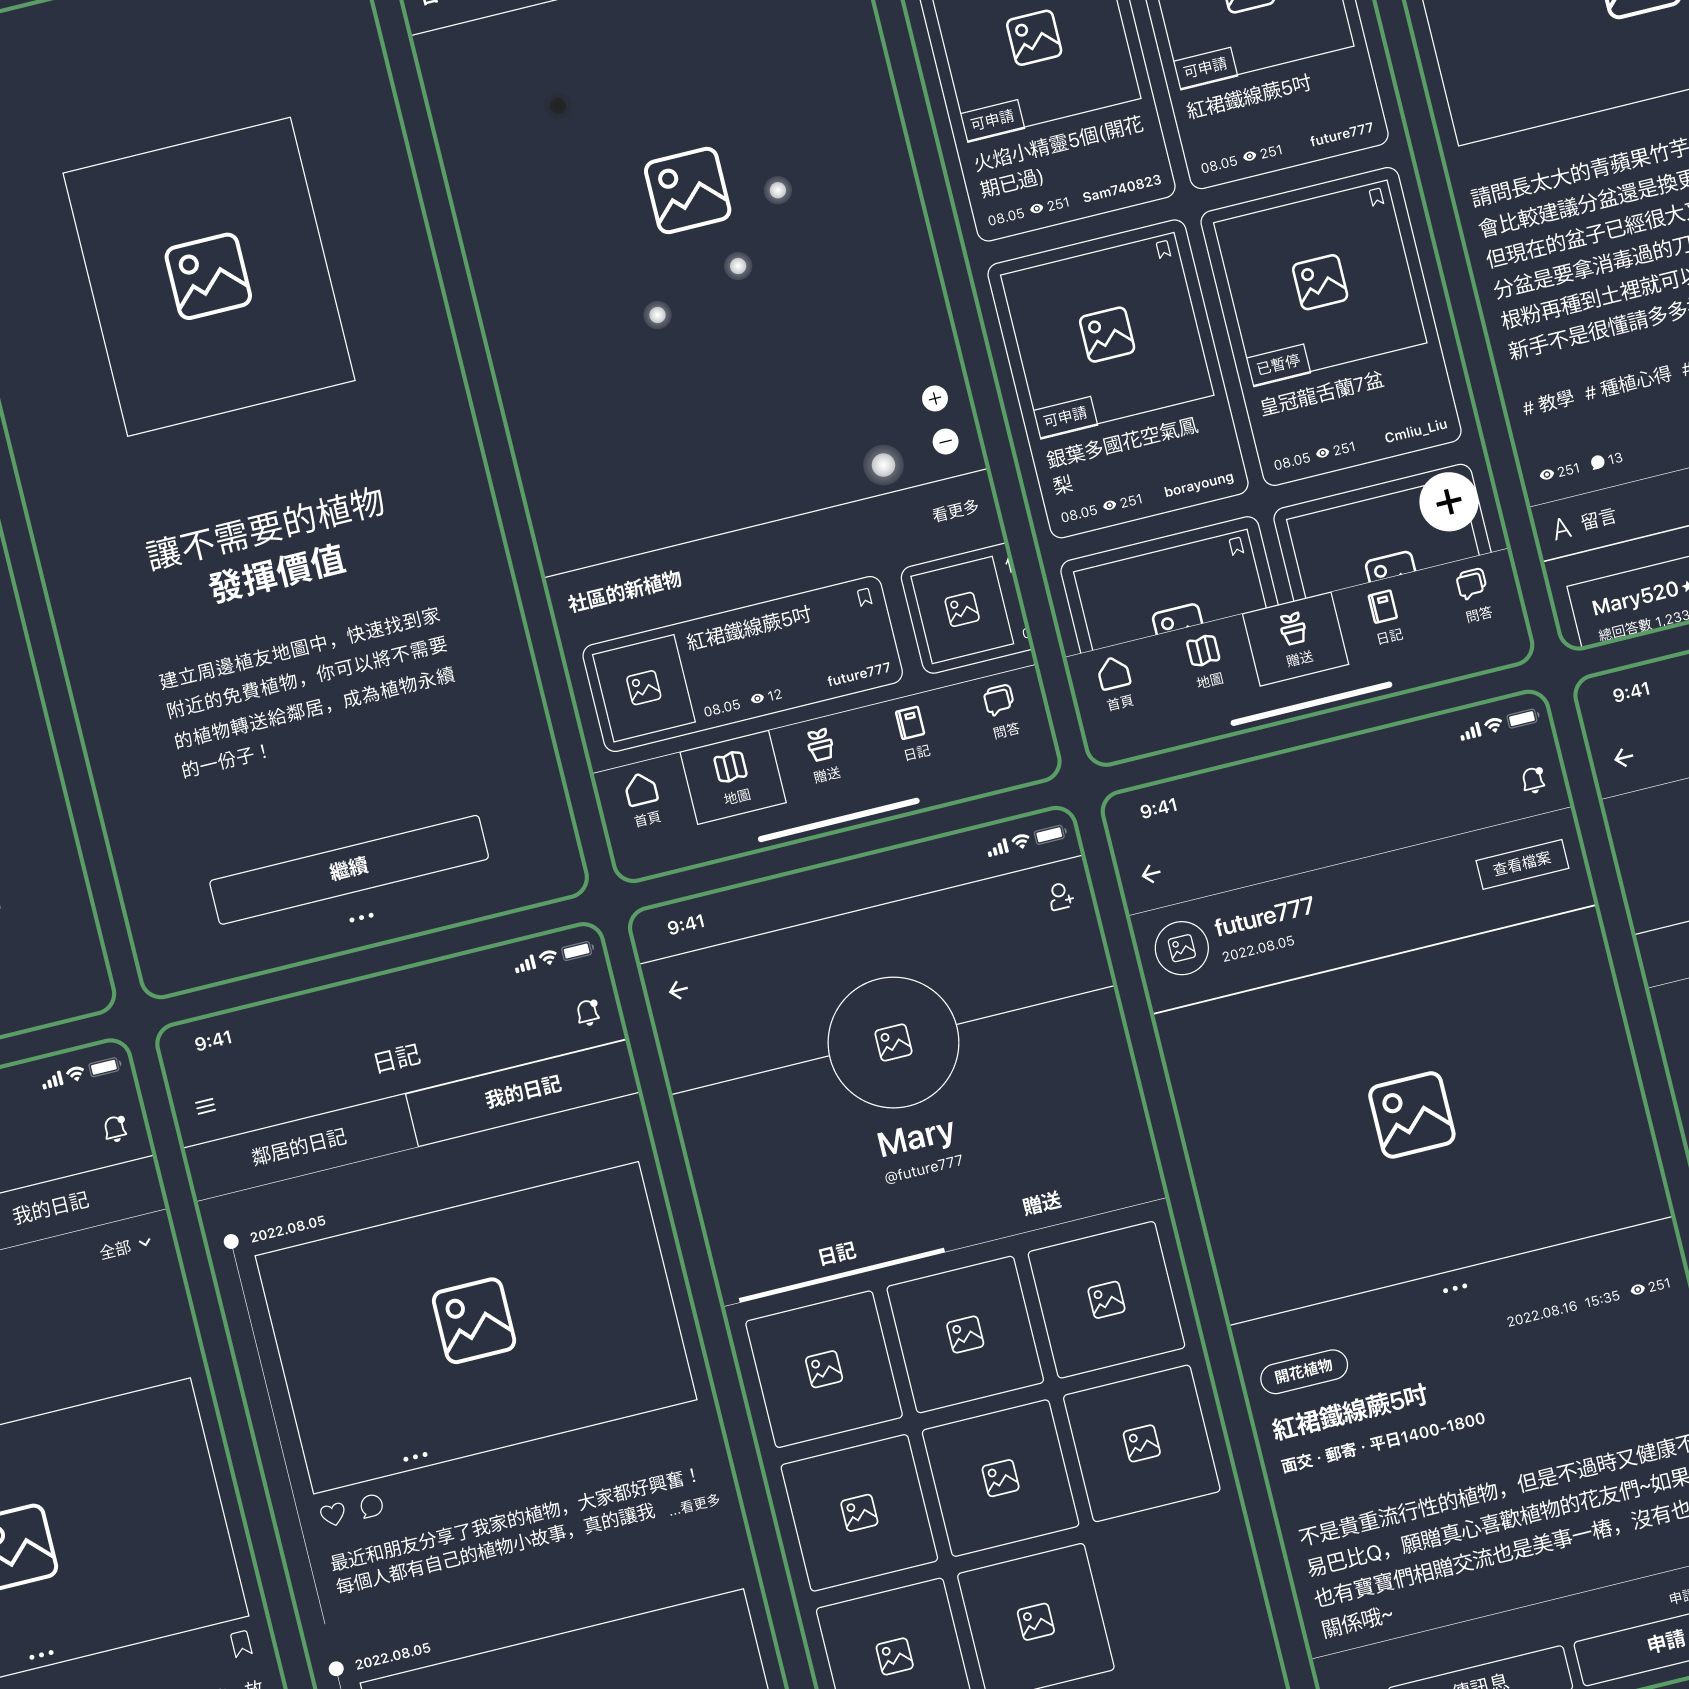 讓不需要的植物
發揮價值
建立周邊植友地圖中，快速找到家
附近的免費植物，你可以將不需要
的植物轉送給鄰居，成為植物永續
的一份子！
繼續
看更多
社區的新植物
紅裙鐵線蕨5吋
08.05 12 future777
首頁
地圖
贈送
日記
問答
可申請
火焰小精靈5個(開花
期已過)
08.05 251 Sam740823
可申請
紅裙鐵線蕨5吋
08.05 251 future777
可申請
銀葉多國花空氣鳳
梨
08.05 251 borayoung
已暫停
皇冠龍舌蘭7盆
08.05 251 Cmliu_Liu
首頁
地圖
贈送
日記
問答
請問長太大的青蘋果竹芋
會比較建議分盆還是換更
但現在的盆子已經很大
分盆是要拿消毒過的刀
根粉再種到土裡就可以
新手不是很懂請多多
#教學 #種植心得 #
251 13
留言
Mary520
總回答數 1,233
我的日記
全部
9:41
日記
鄰居的日記
我的日記
2022.08.05
最近和朋友分享了我家的植物，大家都好興奮！
每個人都有自己的植物小故事，真的讓我 ...看更多
2022.08.05
9:41
Mary
@future777
日記
贈送
9:41
future777
2022.08.05
查看檔案
2022.08.16 15:35 251
開花植物
紅裙鐵線蕨5吋
面交 · 郵寄 · 平日1400-1800
不是貴重流行性的植物，但是不過時又健康不
易巴比Q，願贈真心喜歡植物的花友們~如果
也有寶寶們相贈交流也是美事一樁，沒有也
關係哦~
申請
9:41